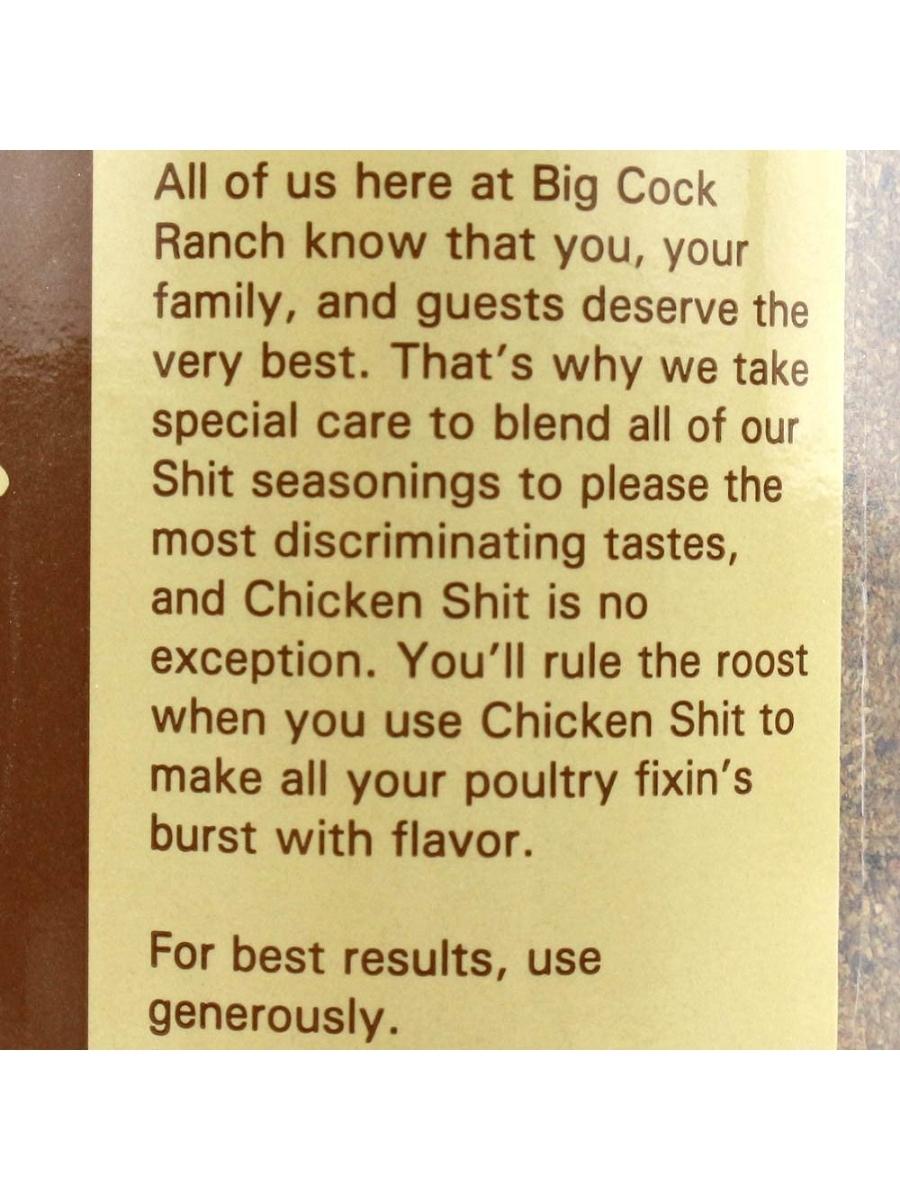 All of us here at Big Cock
Ranch know that you, your
family, and guests deserve the
very best. That's why we take
special care to blend all of our
Shit seasonings to please the
most discriminating tastes,
and Chicken Shit is no
exception. You'll rule the roost
when you use Chicken Shit to
make all your poultry fixin's
burst with flavor.
For best results, use
generously.